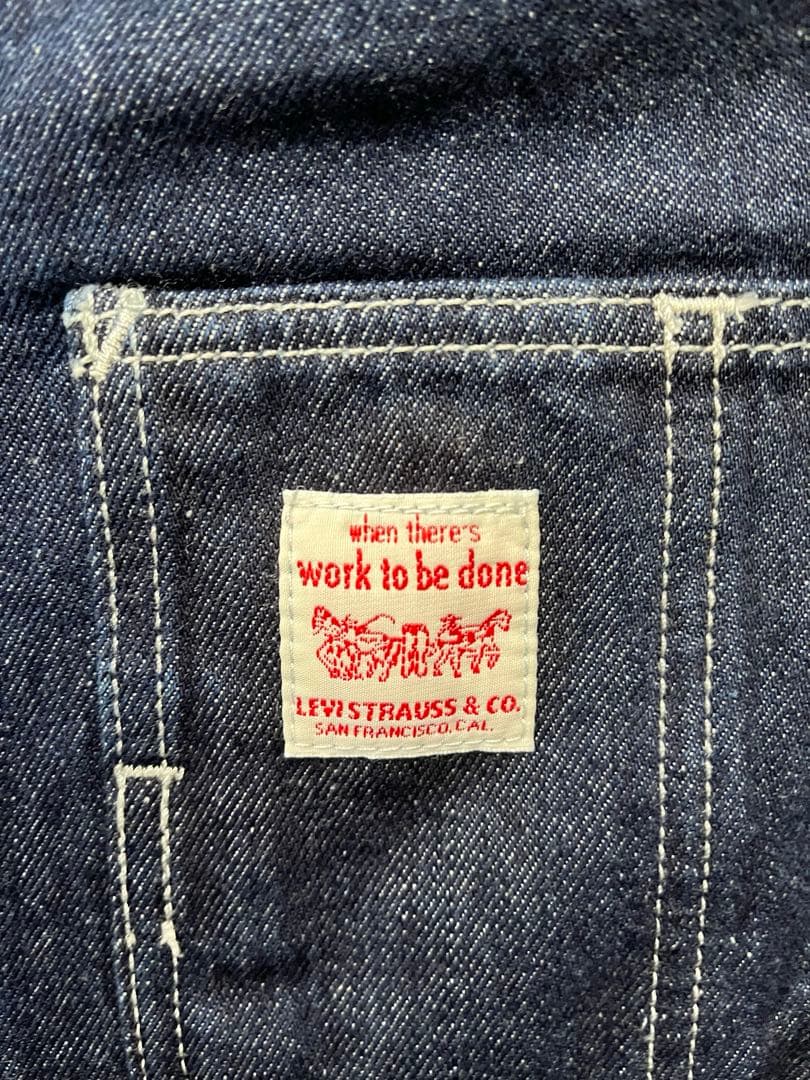 when there's
work to be done
LEVI STRAUSS & CO.
SAN FRANCISCO, CAL.